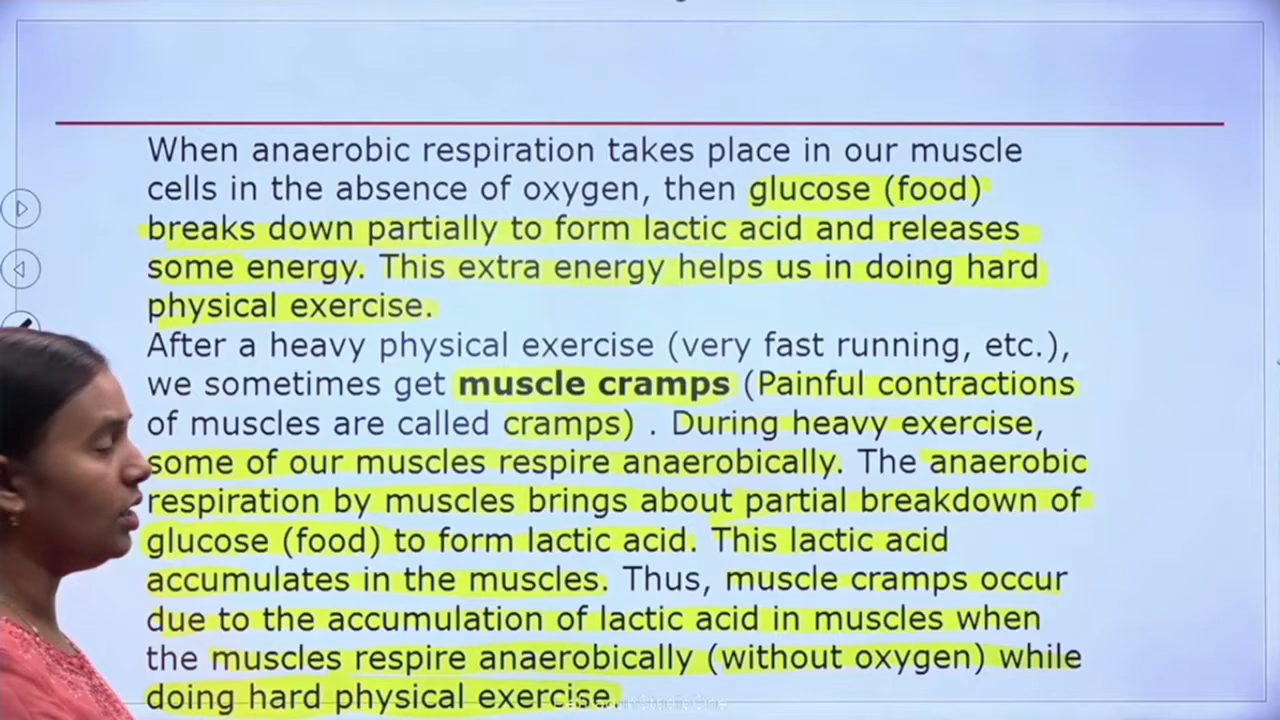 When anaerobic respiration takes place in our muscle
cells in the absence of oxygen, then glucose (food)
breaks down partially to form lactic acid and releases
some energy. This extra energy helps us in doing hard
physical exercise.
After a heavy physical exercise (very fast running, etc.),
we sometimes get muscle cramps (Painful contractions
of muscles are called cramps) . During heavy exercise,
some of our muscles respire anaerobically. The anaerobic
respiration by muscles brings about partial breakdown of
glucose (food) to form lactic acid. This lactic acid
accumulates in the muscles. Thus, muscle cramps occur
due to the accumulation of lactic acid in muscles when
the muscles respire anaerobically (without oxygen) while
doing hard physical exercise.